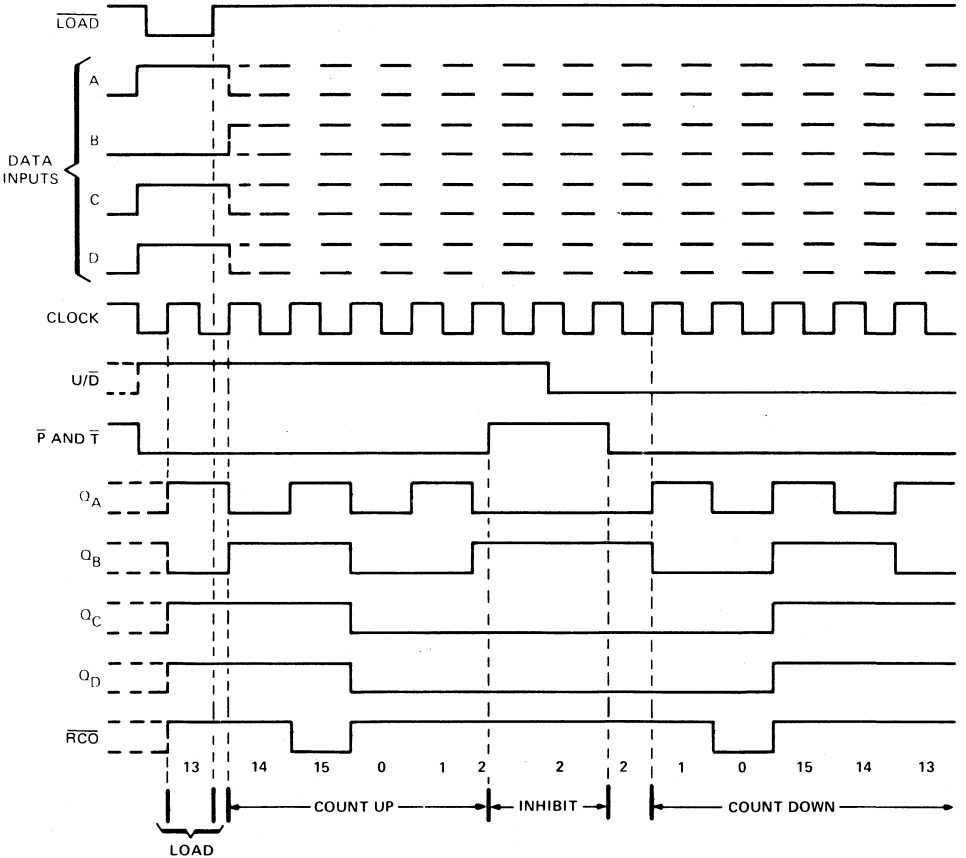 LOAD
A
B
DATA INPUTS
C
D
CLOCK
U/D̅
P̅ AND T̅
QA
QB
QC
QD
RCO
13 14 15 0 1 2 2 2 1 0 15 14 13
COUNT UP INHIBIT COUNT DOWN
LOAD